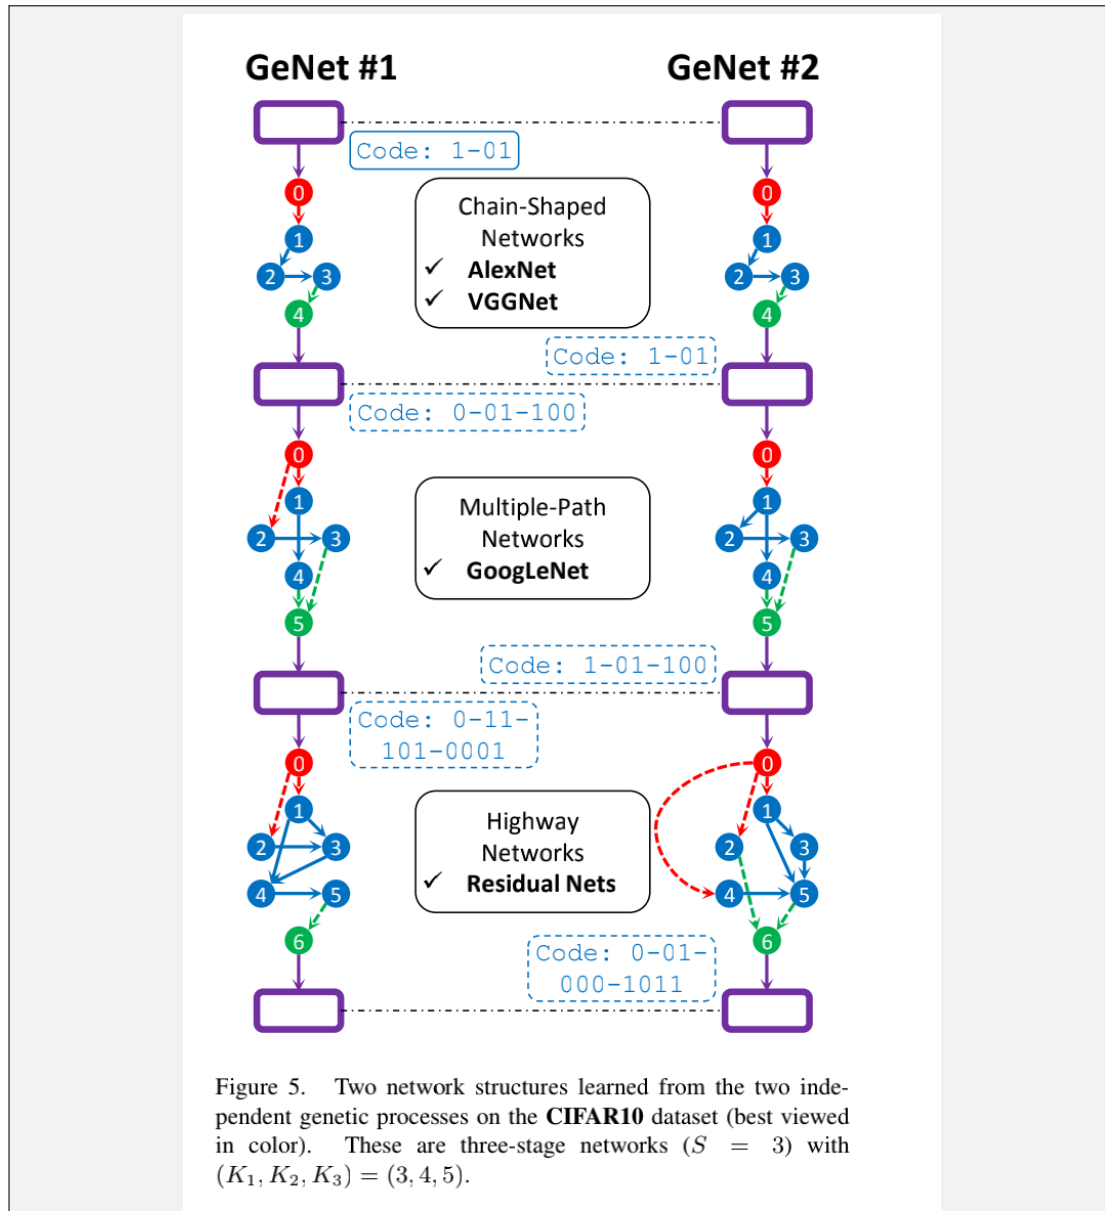 GeNet #1
GeNet #2
Code: 1-01
0
1
2
3
4
Chain-Shaped
Networks
✓ AlexNet
✓ VGGNet
0
1
2
3
4
Code: 1-01
Code: 0-01-100
0
1
2
3
4
5
Multiple-Path
Networks
✓ GoogLeNet
0
1
2
3
4
5
Code: 1-01-100
Code: 0-11-
101-0001
0
1
2
3
4
5
6
Highway
Networks
✓ Residual Nets
0
1
2
3
4
5
6
Code: 0-01-
000-1011
Figure 5. Two network structures learned from the two inde-
pendent genetic processes on the CIFAR10 dataset (best viewed
in color). These are three-stage networks (S = 3) with
(K₁, K₂, K₃) = (3, 4, 5).